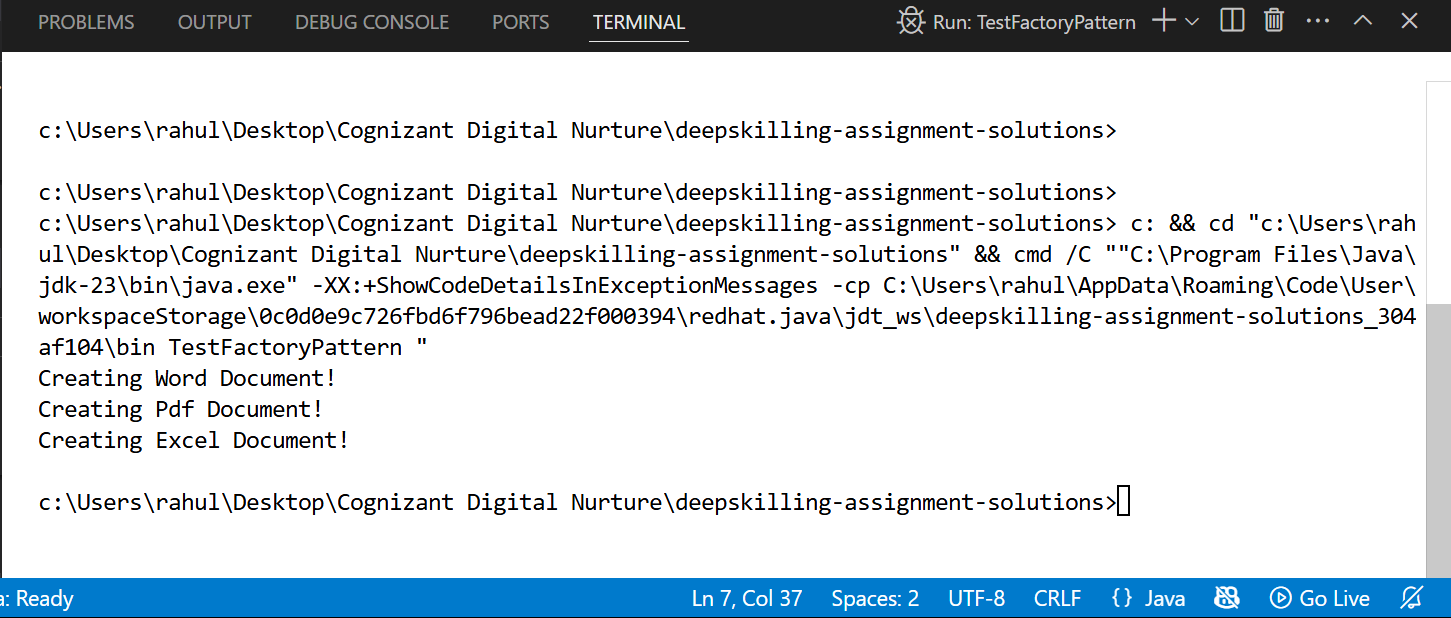 PROBLEMS OUTPUT DEBUG CONSOLE PORTS TERMINAL Run: TestFactoryPattern
c:\Users\rahul\Desktop\Cognizant Digital Nurture\deepskilling-assignment-solutions>
c:\Users\rahul\Desktop\Cognizant Digital Nurture\deepskilling-assignment-solutions>
c:\Users\rahul\Desktop\Cognizant Digital Nurture\deepskilling-assignment-solutions> c: && cd "c:\Users\rah
ul\Desktop\Cognizant Digital Nurture\deepskilling-assignment-solutions" && cmd /C ""C:\Program Files\Java\
jdk-23\bin\java.exe" -XX:+ShowCodeDetailsInExceptionMessages -cp C:\Users\rahul\AppData\Roaming\Code\User\
workspaceStorage\0c0d0e9c726fbd6f796bead22f000394\redhat.java\jdt_ws\deepskilling-assignment-solutions_304
af104\bin TestFactoryPattern "
Creating Word Document!
Creating Pdf Document!
Creating Excel Document!
c:\Users\rahul\Desktop\Cognizant Digital Nurture\deepskilling-assignment-solutions>
a: Ready Ln 7, Col 37 Spaces: 2 UTF-8 CRLF {} Java Go Live